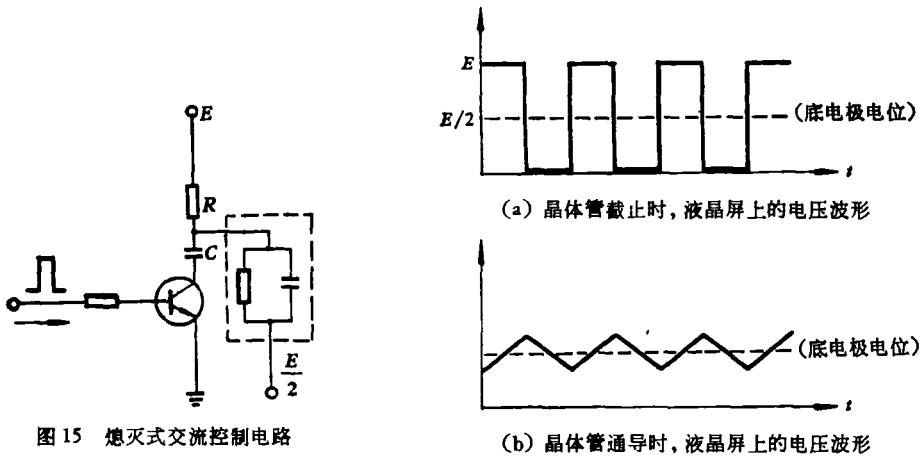 E
R
C
E
2
图 15 熄灭式交流控制电路
E
E/2
(底电极电位)
t
(a) 晶体管截止时，液晶屏上的电压波形
(底电极电位)
t
(b) 晶体管通导时，液晶屏上的电压波形